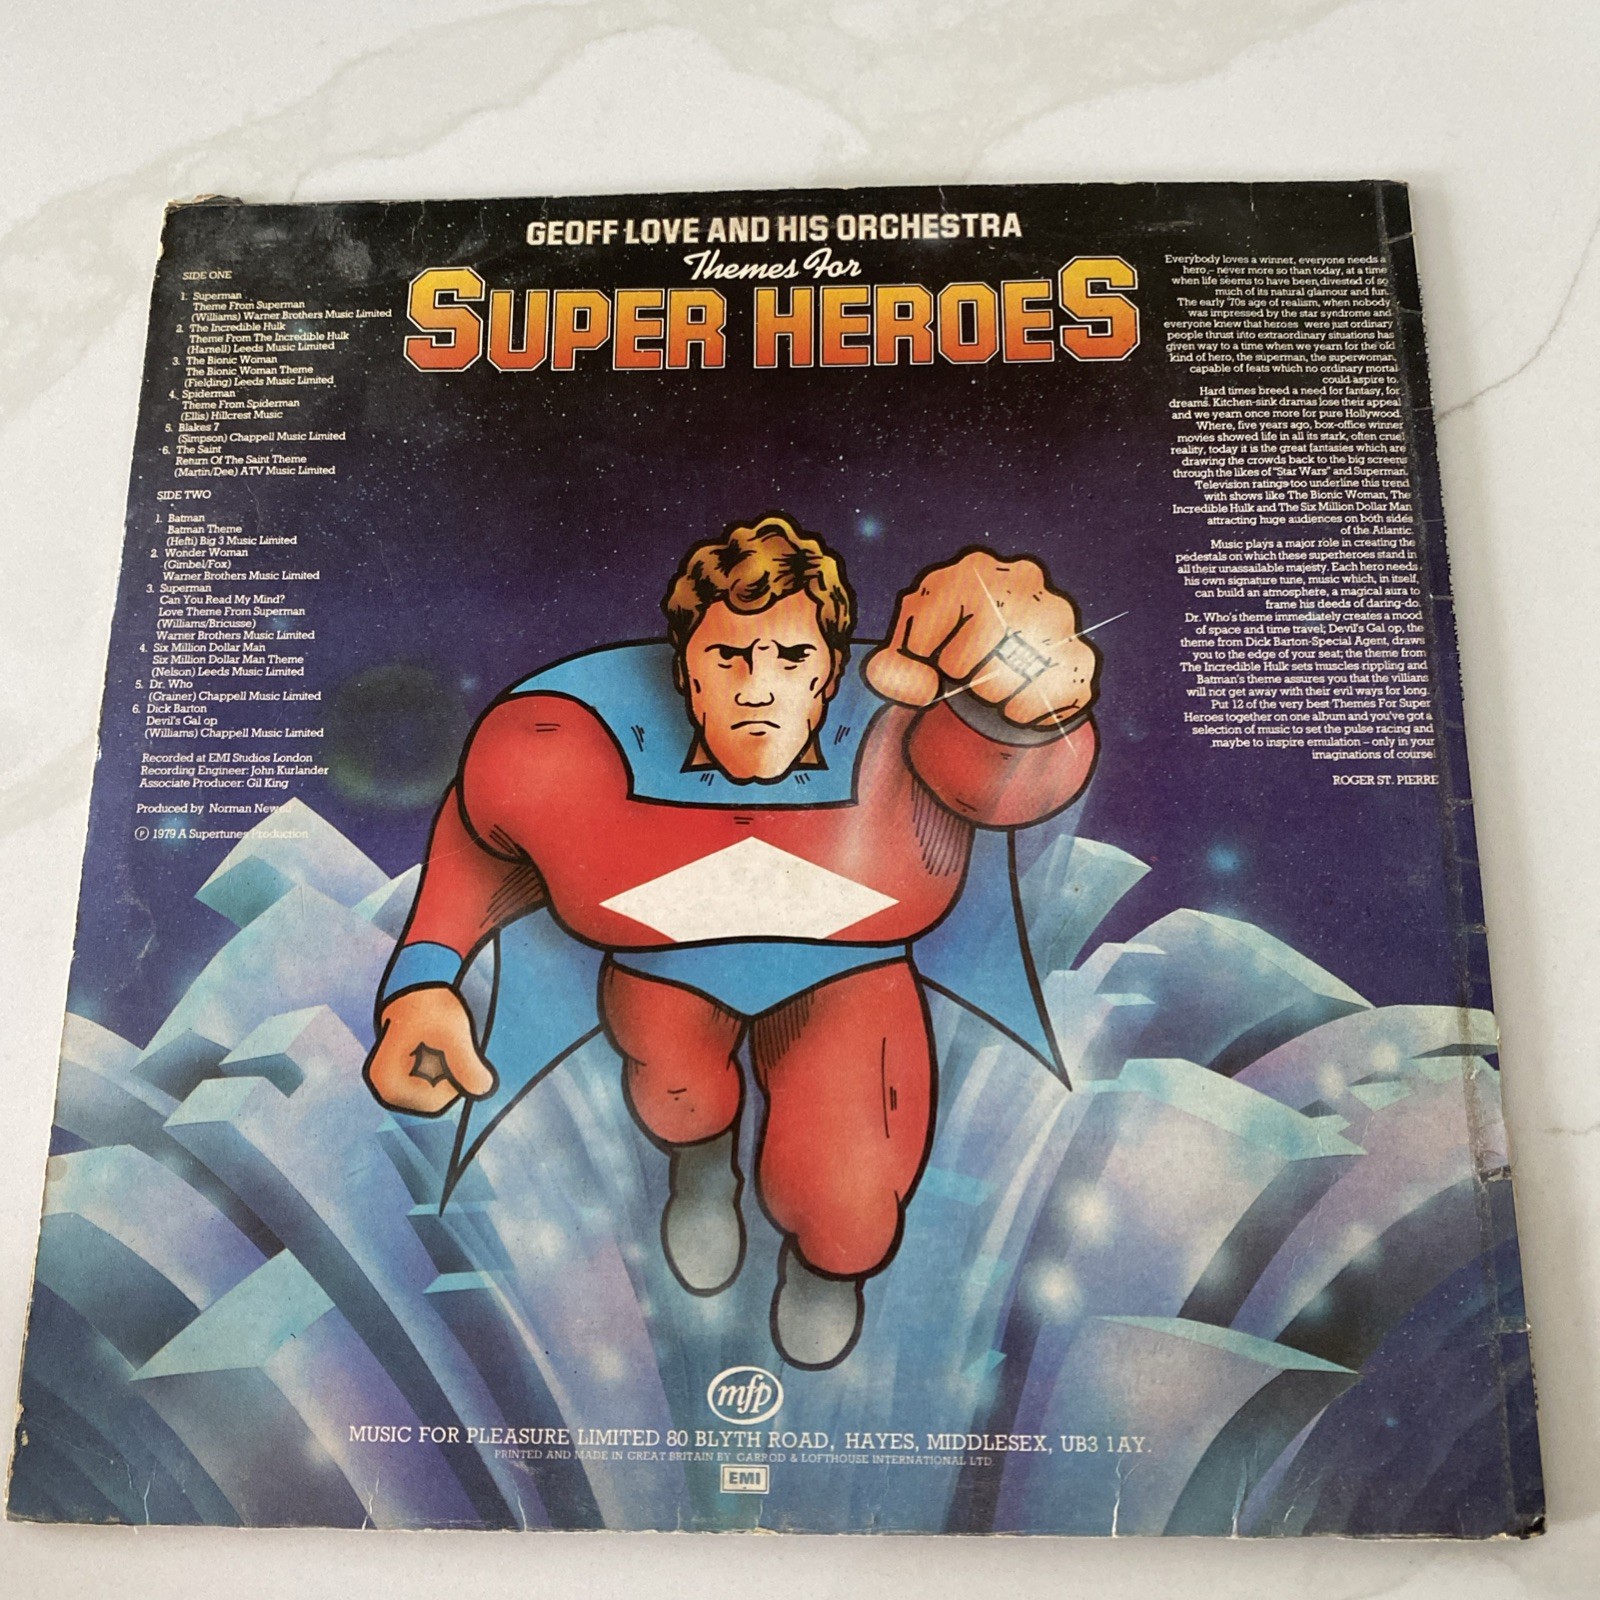 GEOFF LOVE AND HIS ORCHESTRA
Themes For
SUPER HEROES
SIDE ONE
1. Superman
Theme From Superman
(Williams) Warner Brothers Music Limited
2. The Incredible Hulk
Theme From The Incredible Hulk
(Harnell) Leeds Music Limited
3. The Bionic Woman
The Bionic Woman Theme
(Fielding) Leeds Music Limited
4. Spiderman
Theme From Spiderman
(Ellis) Hillcrest Music
5. Blakes 7
(Simpson) Chappell Music Limited
6. The Saint
Return Of The Saint Theme
(Martin/Dee) ATV Music Limited
SIDE TWO
1. Batman
Batman Theme
(Hefti) Big 3 Music Limited
2. Wonder Woman
(Gimbel/Fox)
Warner Brothers Music Limited
3. Superman
Can You Read My Mind?
Love Theme From Superman
(Williams/Bricusse)
Warner Brothers Music Limited
4. Six Million Dollar Man
Six Million Dollar Man Theme
(Nelson) Leeds Music Limited
5. Dr. Who
(Grainer) Chappell Music Limited
6. Dick Barton
Devil's Gal op
(Williams) Chappell Music Limited
Recorded at EMI Studios London
Recording Engineer: John Kurlander
Associate Producer: Gil King
Produced by Norman Newell
Ⓟ 1979 A Supertunes Production
Everybody loves a winner, everyone needs a
hero,– never more so than today, at a time
when life seems to have been divested of so
much of its natural glamour and fun.
The early '70s age of realism, when nobody
was impressed by the star syndrome and
everyone knew that heroes were just ordinary
people thrust into extraordinary situations has
given way to a time when we yearn for the old
kind of hero, the superman, the superwoman,
capable of feats which no ordinary mortal
could aspire to.
Hard times breed a need for fantasy, for
dreams. Kitchen-sink dramas lose their appeal
and we yearn once more for pure Hollywood.
Where, five years ago, box-office winner
movies showed life in all its stark, often cruel
reality, today it is the great fantasies which are
drawing the crowds back to the big screens
through the likes of "Star Wars" and Superman.
Television ratings too underline this trend
with shows like The Bionic Woman, The
Incredible Hulk and The Six Million Dollar Man
attracting huge audiences on both sides
of the Atlantic.
Music plays a major role in creating the
pedestals on which these superheroes stand in
all their unassailable majesty. Each hero needs
his own signature tune, music which, in itself,
can build an atmosphere, a magical aura to
frame his deeds of daring-do.
Dr. Who's theme immediately creates a mood
of space and time travel; Devil's Gal op, the
theme from Dick Barton-Special Agent, draws
you to the edge of your seat; the theme from
The Incredible Hulk sets muscles rippling and
Batman's theme assures you that the villians
will not get away with their evil ways for long.
Put 12 of the very best Themes For Super
Heroes together on one album and you've got a
selection of music to set the pulse racing and
maybe to inspire emulation – only in your
imaginations of course!
ROGER ST. PIERRE
mfp
MUSIC FOR PLEASURE LIMITED 80 BLYTH ROAD, HAYES, MIDDLESEX, UB3 1AY.
PRINTED AND MADE IN GREAT BRITAIN BY GARROD & LOFTHOUSE INTERNATIONAL LTD
EMI